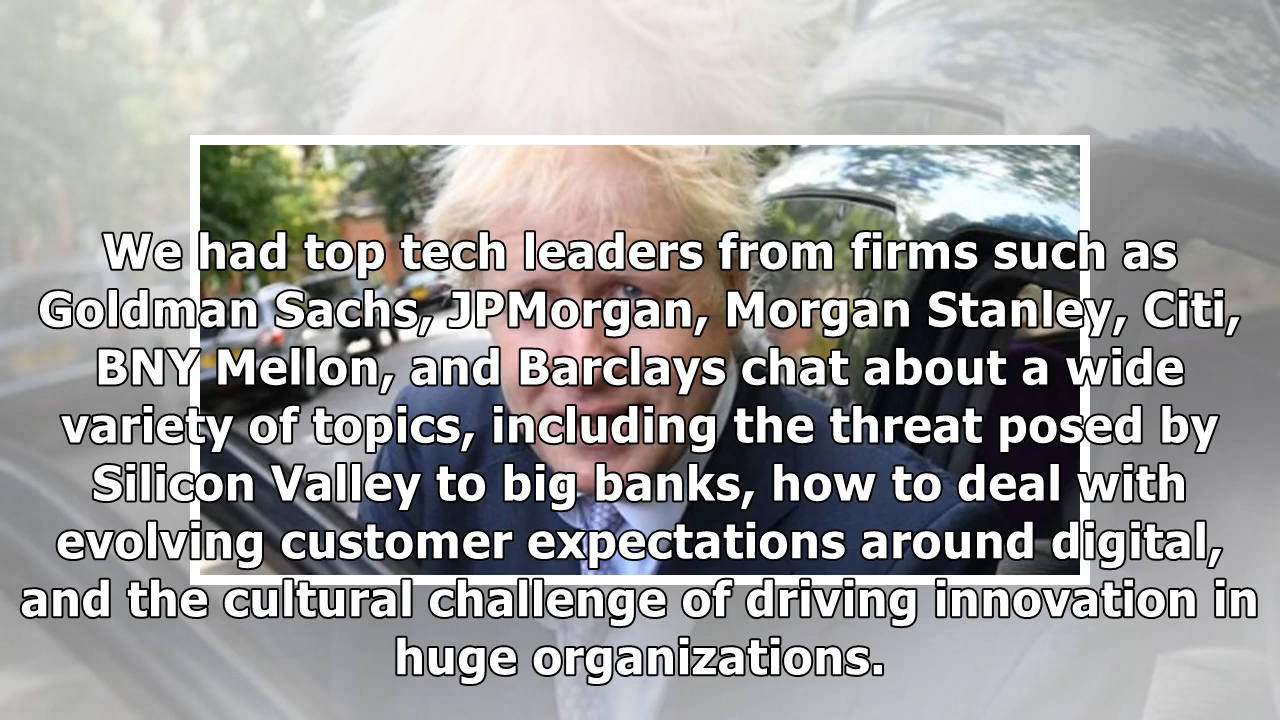 We had top tech leaders from firms such as
Goldman Sachs, JPMorgan, Morgan Stanley, Citi,
BNY Mellon, and Barclays chat about a wide
variety of topics, including the threat posed by
Silicon Valley to big banks, how to deal with
evolving customer expectations around digital,
and the cultural challenge of driving innovation in
huge organizations.